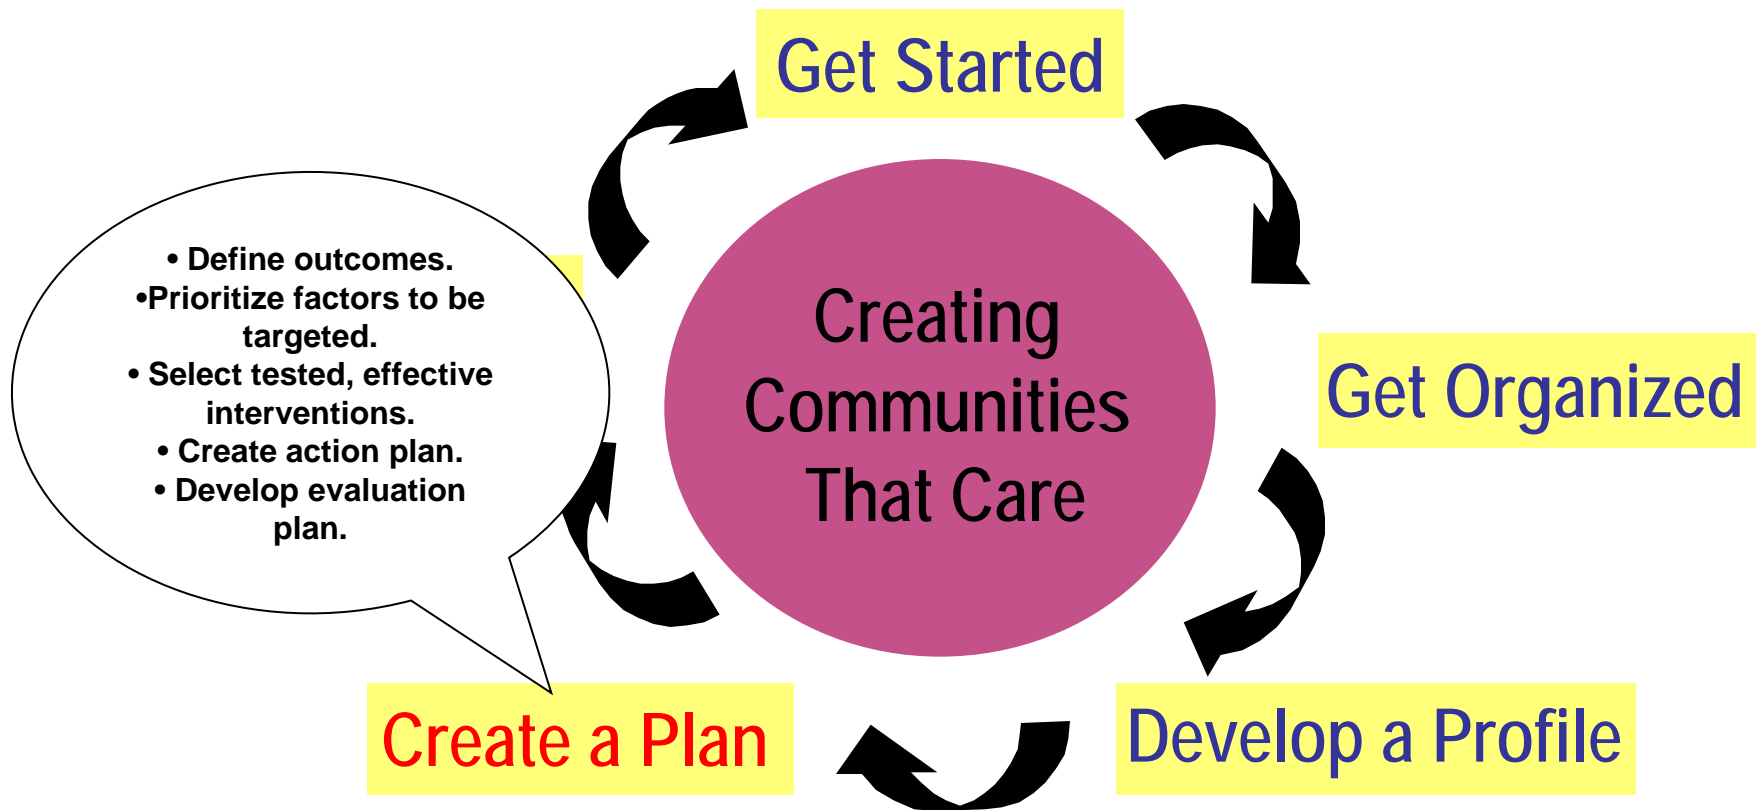 Get Started
• Define outcomes.
•Prioritize factors to be
targeted.
• Select tested, effective
interventions.
• Create action plan.
• Develop evaluation
plan.
Creating
Communities
That Care
Get Organized
Create a Plan
Develop a Profile